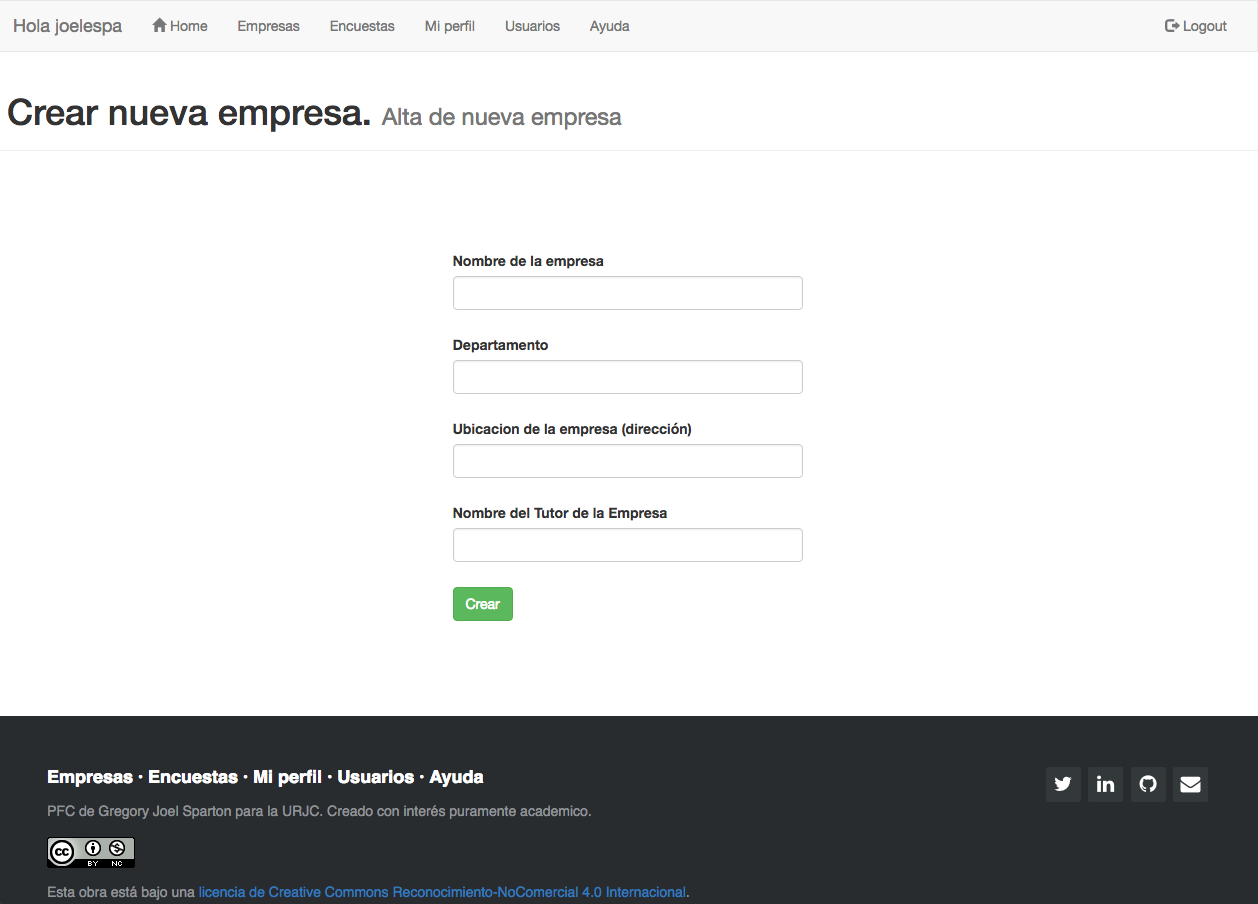 Hola joelespa Home Empresas Encuestas Mi perfil Usuarios Ayuda Logout
Crear nueva empresa. Alta de nueva empresa
Nombre de la empresa
Departamento
Ubicacion de la empresa (dirección)
Nombre del Tutor de la Empresa
Crear
Empresas · Encuestas · Mi perfil · Usuarios · Ayuda
PFC de Gregory Joel Sparton para la URJC. Creado con interés puramente academico.
cc BY NC
Esta obra está bajo una licencia de Creative Commons Reconocimiento-NoComercial 4.0 Internacional.